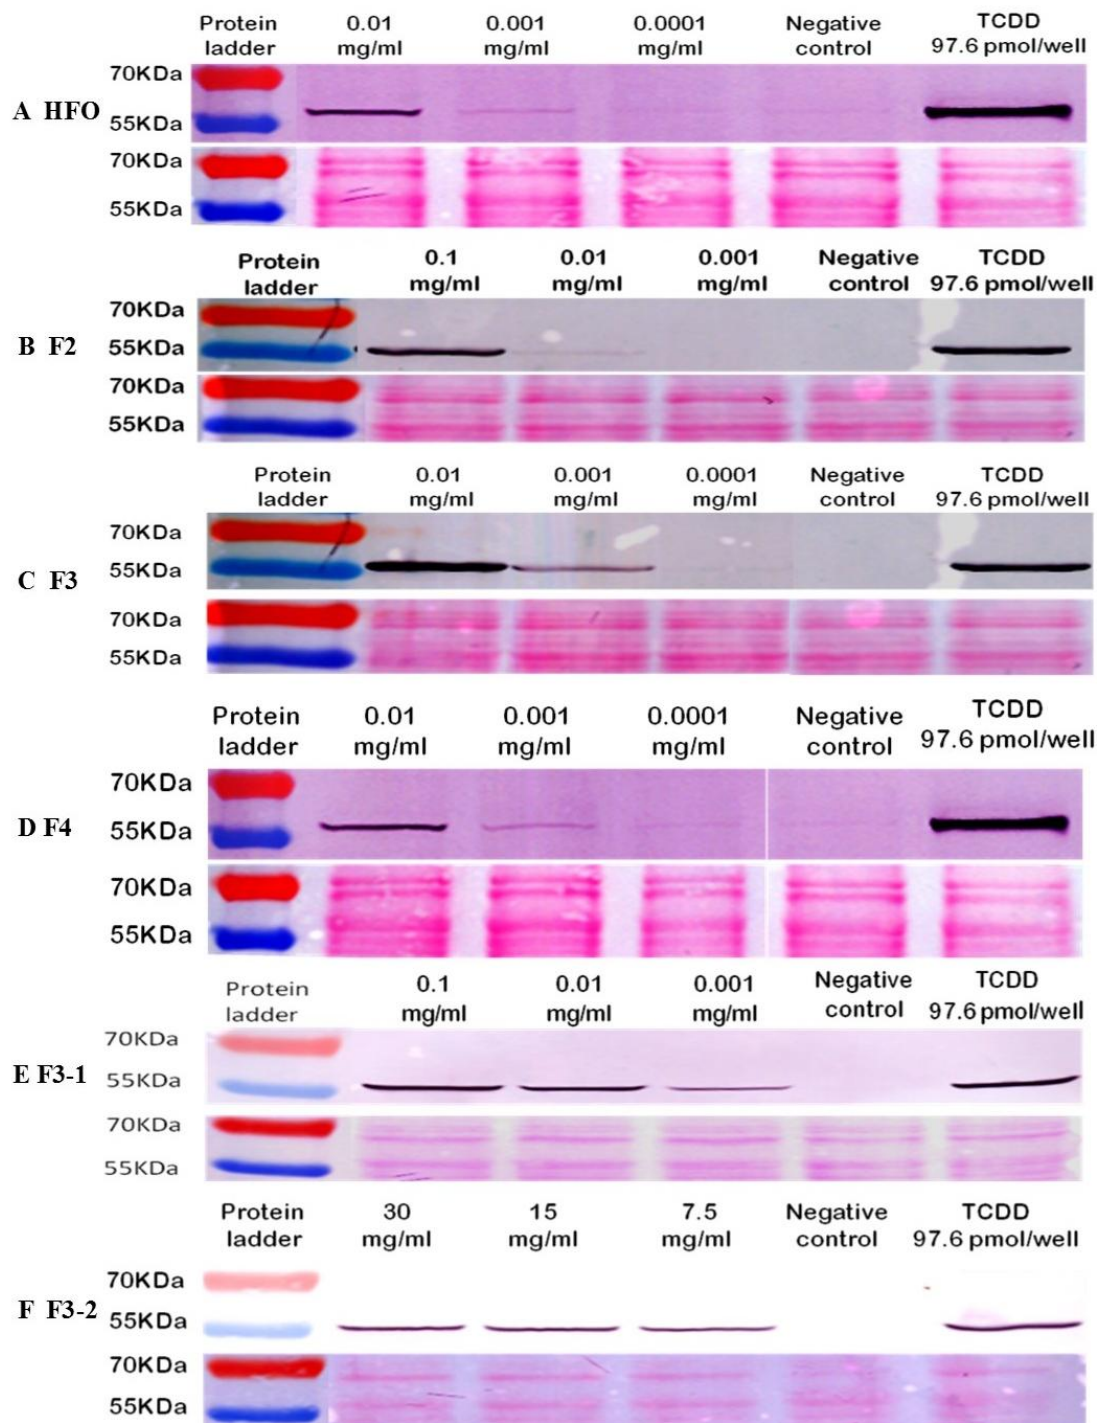 Protein 0.01 0.001 0.0001 Negative TCDD
ladder mg/ml mg/ml mg/ml control 97.6 pmol/well
70KDa
A HFO
55KDa
70KDa
55KDa
Protein 0.1 0.01 0.001 Negative TCDD
ladder mg/ml mg/ml mg/ml control 97.6 pmol/well
70KDa
B F2 55KDa
70KDa
55KDa
Protein 0.01 0.001 0.0001 Negative TCDD
ladder mg/ml mg/ml mg/ml control 97.6 pmol/well
70KDa
C F3 55KDa
70KDa
55KDa
Protein 0.01 0.001 0.0001 Negative TCDD
ladder mg/ml mg/ml mg/ml control 97.6 pmol/well
70KDa
D F4 55KDa
70KDa
55KDa
Protein 0.1 0.01 0.001 Negative TCDD
ladder mg/ml mg/ml mg/ml control 97.6 pmol/well
70KDa
E F3-1 55KDa
70KDa
55KDa
Protein 30 15 7.5 Negative TCDD
ladder mg/ml mg/ml mg/ml control 97.6 pmol/well
70KDa
F F3-2 55KDa
70KDa
55KDa